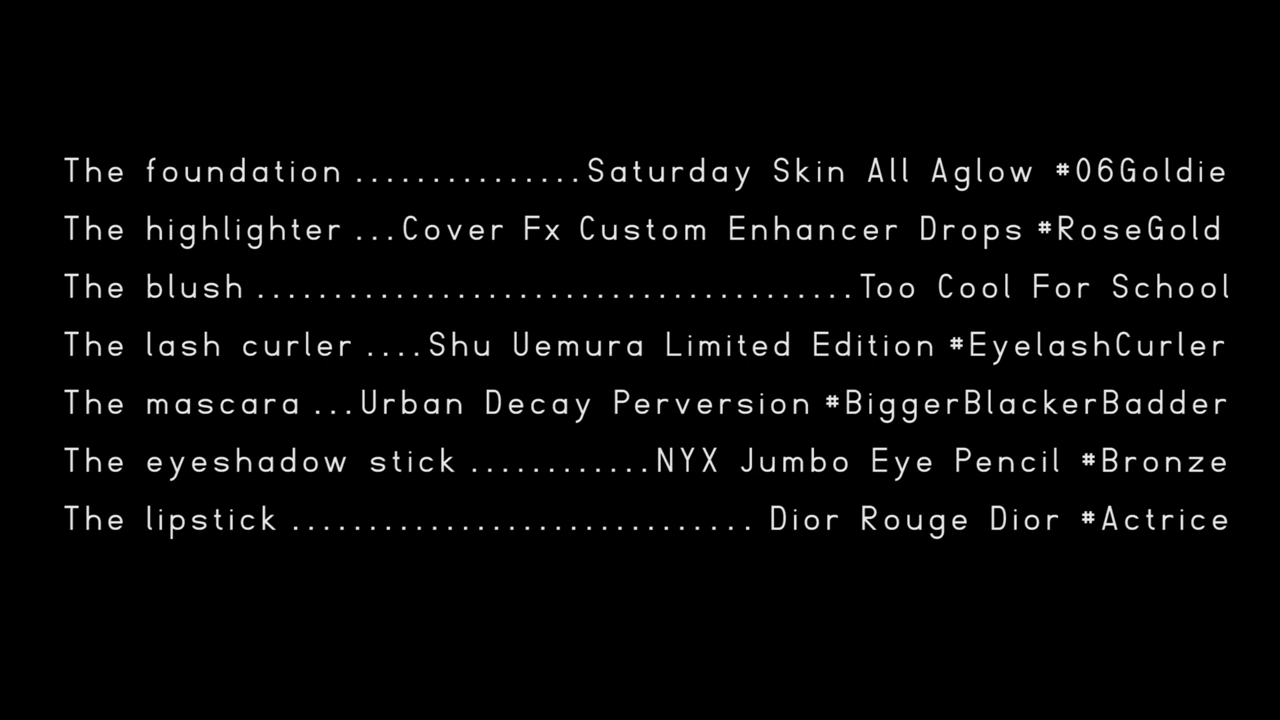 The foundation ...............Saturday Skin All Aglow #06Goldie
The highlighter ...Cover Fx Custom Enhancer Drops #RoseGold
The blush .......................................Too Cool For School
The lash curler ....Shu Uemura Limited Edition #EyelashCurler
The mascara ...Urban Decay Perversion #BiggerBlackerBadder
The eyeshadow stick ............NYX Jumbo Eye Pencil #Bronze
The lipstick .............................. Dior Rouge Dior #Actrice